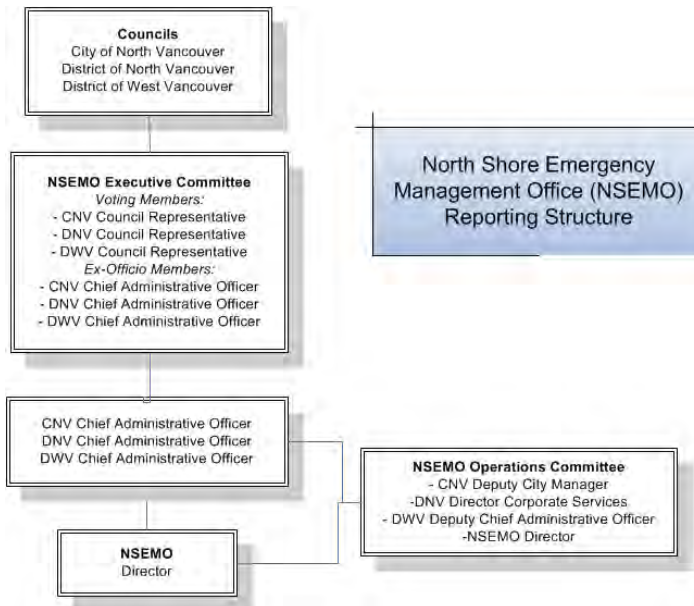 Councils
City of North Vancouver
District of North Vancouver
District of West Vancouver
North Shore Emergency
Management Office (NSEMO)
Reporting Structure
NSEMO Executive Committee
Voting Members:
- CNV Council Representative
- DNV Council Representative
- DWV Council Representative
Ex-Officio Members:
- CNV Chief Administrative Officer
- DNV Chief Administrative Officer
- DWV Chief Administrative Officer
CNV Chief Administrative Officer
DNV Chief Administrative Officer
DWV Chief Administrative Officer
NSEMO Operations Committee
- CNV Deputy City Manager
-DNV Director Corporate Services
- DWV Deputy Chief Administrative Officer
-NSEMO Director
NSEMO
Director